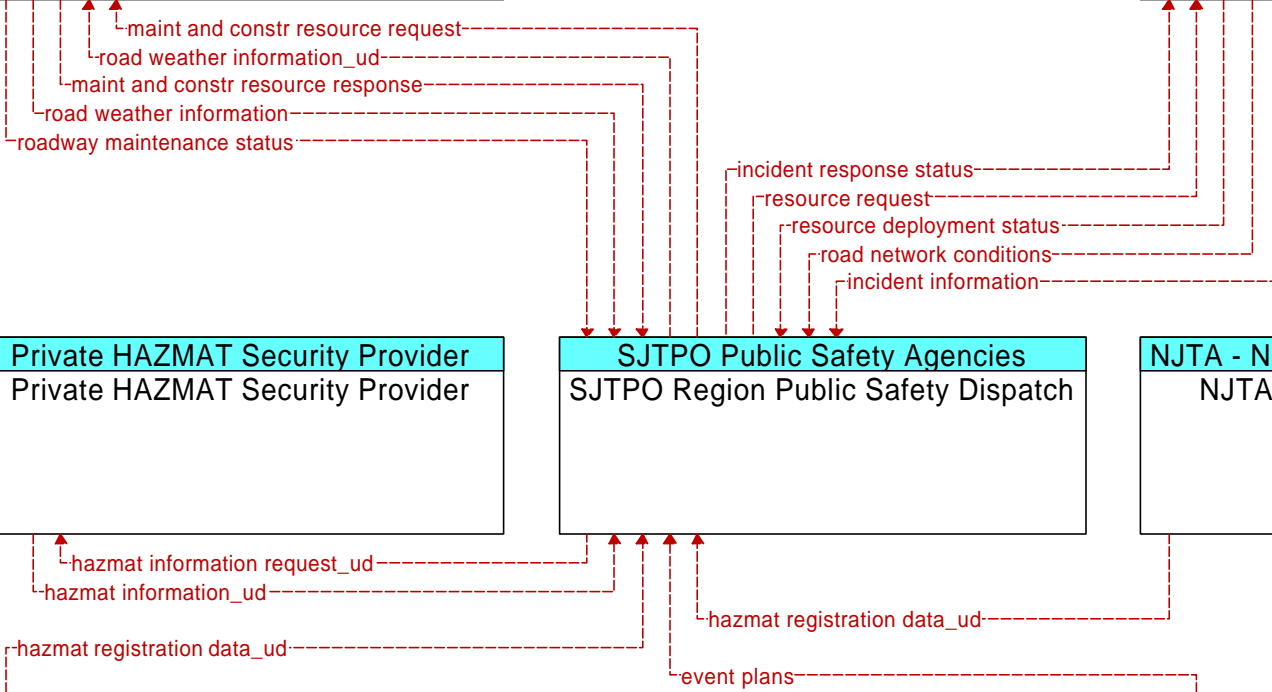 maint and constr resource request
road weather information_ud
maint and constr resource response
road weather information
roadway maintenance status
incident response status
resource request
resource deployment status
road network conditions
incident information
Private HAZMAT Security Provider
Private HAZMAT Security Provider
SJTPO Public Safety Agencies
SJTPO Region Public Safety Dispatch
NJTA - N
NJTA
hazmat information request_ud
hazmat information_ud
hazmat registration data_ud
hazmat registration data_ud
event plans